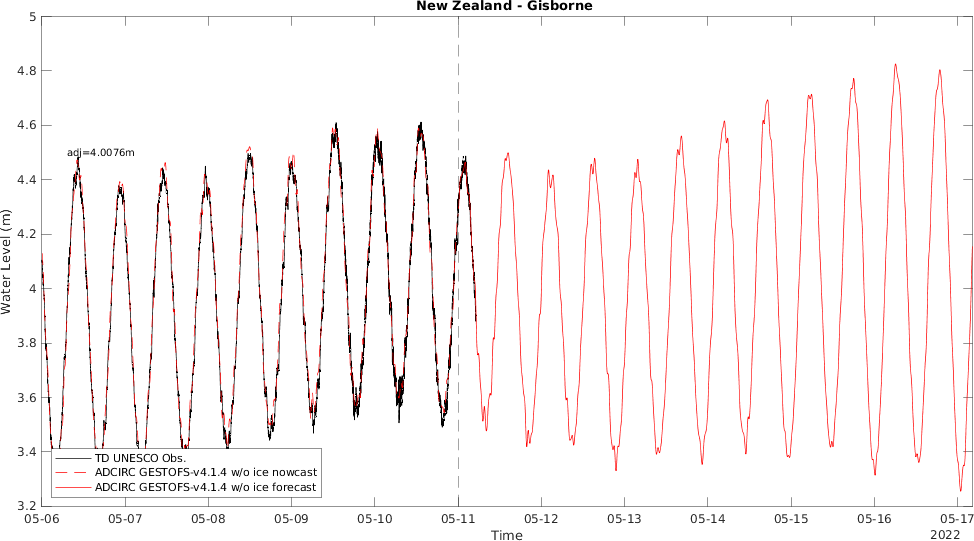 New Zealand - Gisborne
5
4.8
4.6
4.4
4.2
4
3.8
3.6
3.4
3.2
Water Level (m)
adj=4.0076m
TD UNESCO Obs.
ADCIRC GESTOFS-v4.1.4 w/o ice nowcast
ADCIRC GESTOFS-v4.1.4 w/o ice forecast
05-06 05-07 05-08 05-09 05-10 05-11 05-12 05-13 05-14 05-15 05-16 05-17
Time
2022